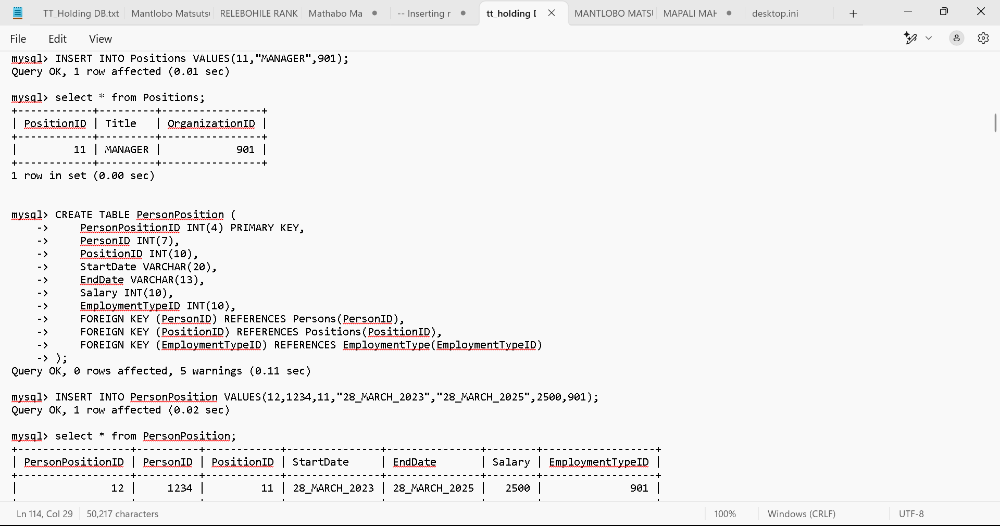 TT_Holding DB.txt Mantlobo Matsuts RELEBOHILE RANK Mathabo Ma -- Inserting r tt_holding D MANTLOBO MATSU MAPALI MAH desktop.ini
File Edit View
mysql> INSERT INTO Positions VALUES(11,"MANAGER",901);
Query OK, 1 row affected (0.01 sec)
mysql> select * from Positions;
+------------+---------+----------------+
| PositionID | Title   | OrganizationID |
+------------+---------+----------------+
|         11 | MANAGER |            901 |
+------------+---------+----------------+
1 row in set (0.00 sec)
mysql> CREATE TABLE PersonPosition (
    ->     PersonPositionID INT(4) PRIMARY KEY,
    ->     PersonID INT(7),
    ->     PositionID INT(10),
    ->     StartDate VARCHAR(20),
    ->     EndDate VARCHAR(13),
    ->     Salary INT(10),
    ->     EmploymentTypeID INT(10),
    ->     FOREIGN KEY (PersonID) REFERENCES Persons(PersonID),
    ->     FOREIGN KEY (PositionID) REFERENCES Positions(PositionID),
    ->     FOREIGN KEY (EmploymentTypeID) REFERENCES EmploymentType(EmploymentTypeID)
    -> );
Query OK, 0 rows affected, 5 warnings (0.11 sec)
mysql> INSERT INTO PersonPosition VALUES(12,1234,11,"28_MARCH_2023","28_MARCH_2025",2500,901);
Query OK, 1 row affected (0.02 sec)
mysql> select * from PersonPosition;
+------------------+----------+------------+---------------+---------------+--------+------------------+
| PersonPositionID | PersonID | PositionID | StartDate     | EndDate       | Salary | EmploymentTypeID |
+------------------+----------+------------+---------------+---------------+--------+------------------+
|               12 |     1234 |         11 | 28_MARCH_2023 | 28_MARCH_2025 |   2500 |              901 |
Ln 114, Col 29 50,217 characters 100% Windows (CRLF) UTF-8